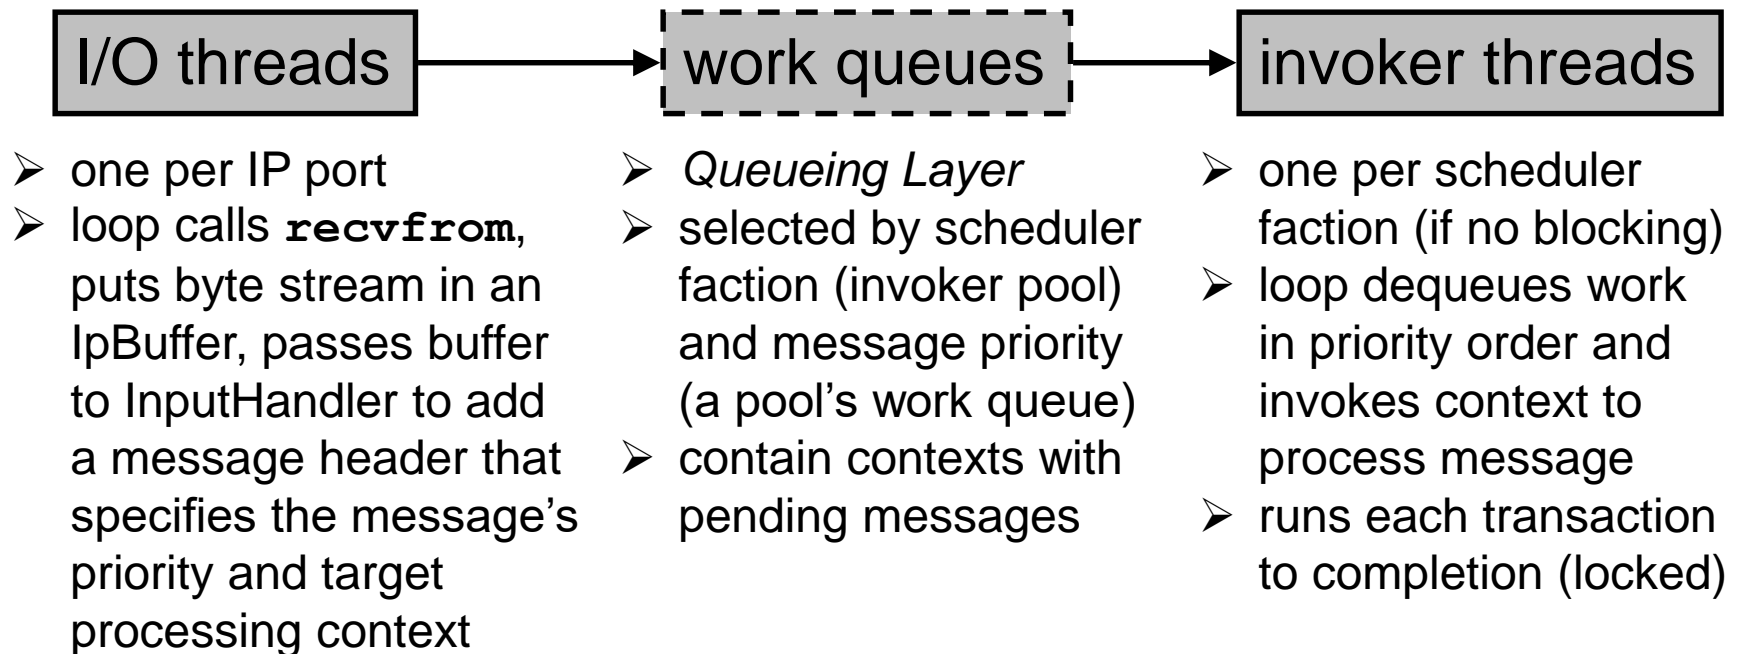 I/O threads
work queues
invoker threads
➢ one per IP port
➢ loop calls recvfrom,
puts byte stream in an
IpBuffer, passes buffer
to InputHandler to add
a message header that
specifies the message’s
priority and target
processing context
➢ Queueing Layer
➢ selected by scheduler
faction (invoker pool)
and message priority
(a pool’s work queue)
➢ contain contexts with
pending messages
➢ one per scheduler
faction (if no blocking)
➢ loop dequeues work
in priority order and
invokes context to
process message
➢ runs each transaction
to completion (locked)